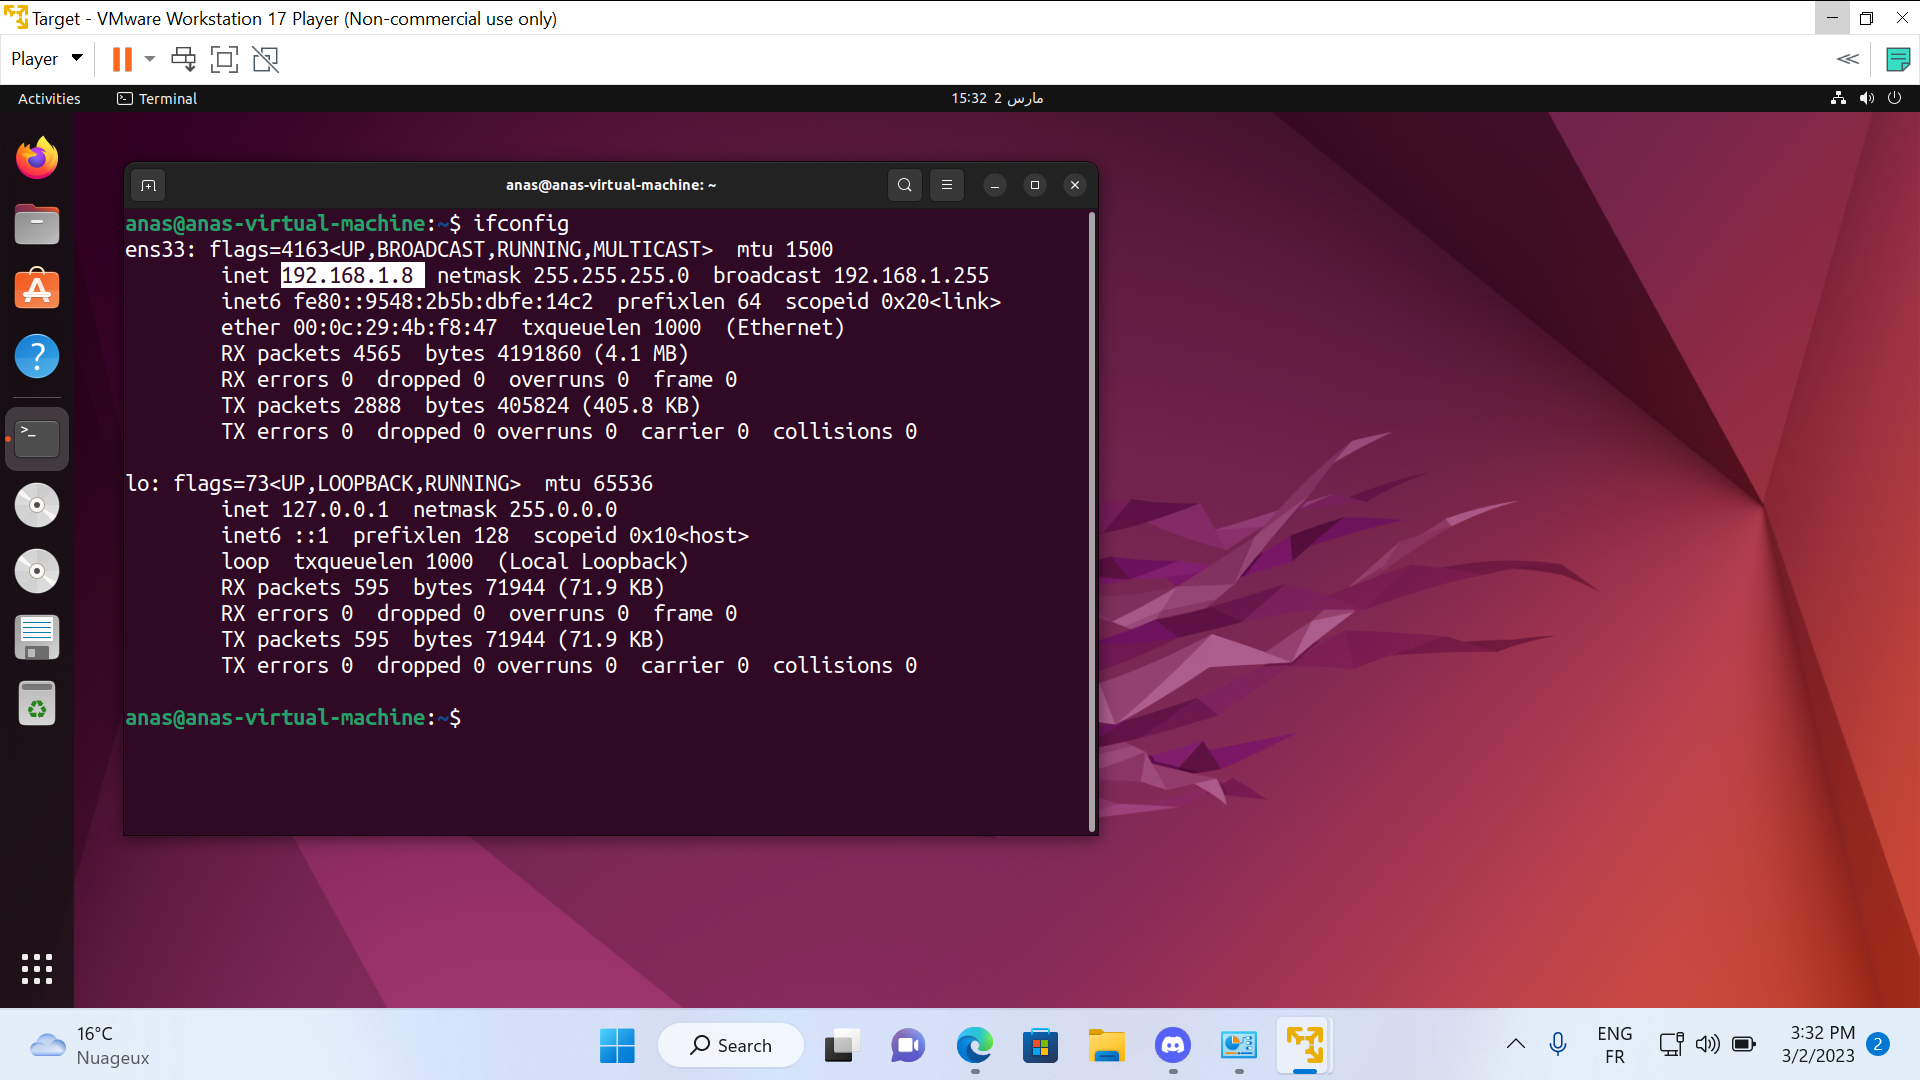 Target - VMware Workstation 17 Player (Non-commercial use only)
Player
Activities
Terminal
15:32 2 مارس
anas@anas-virtual-machine: ~
anas@anas-virtual-machine:~$ ifconfig
ens33: flags=4163<UP,BROADCAST,RUNNING,MULTICAST>  mtu 1500
        inet 192.168.1.8  netmask 255.255.255.0  broadcast 192.168.1.255
        inet6 fe80::9548:2b5b:dbfe:14c2  prefixlen 64  scopeid 0x20<link>
        ether 00:0c:29:4b:f8:47  txqueuelen 1000  (Ethernet)
        RX packets 4565  bytes 4191860 (4.1 MB)
        RX errors 0  dropped 0  overruns 0  frame 0
        TX packets 2888  bytes 405824 (405.8 KB)
        TX errors 0  dropped 0 overruns 0  carrier 0  collisions 0
lo: flags=73<UP,LOOPBACK,RUNNING>  mtu 65536
        inet 127.0.0.1  netmask 255.0.0.0
        inet6 ::1  prefixlen 128  scopeid 0x10<host>
        loop  txqueuelen 1000  (Local Loopback)
        RX packets 595  bytes 71944 (71.9 KB)
        RX errors 0  dropped 0  overruns 0  frame 0
        TX packets 595  bytes 71944 (71.9 KB)
        TX errors 0  dropped 0 overruns 0  carrier 0  collisions 0
anas@anas-virtual-machine:~$
16°C
Nuageux
Search
ENG
FR
3:32 PM
3/2/2023
2